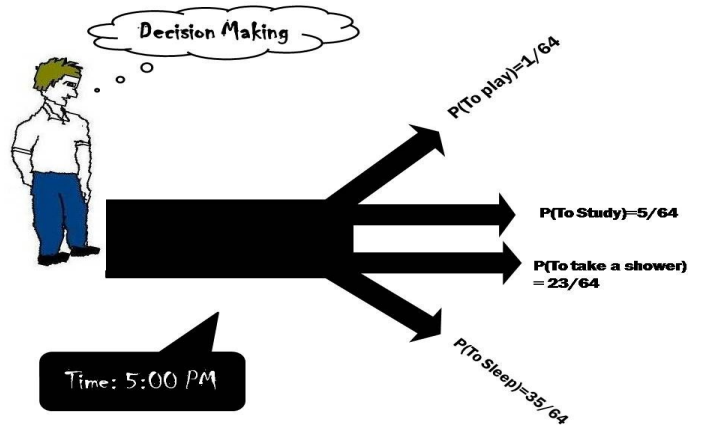 Decision Making
P(To play)=1/64
P(To Study)=5/64
P(To take a shower)
= 23/64
P(To Sleep)=35/64
Time: 5:00 PM